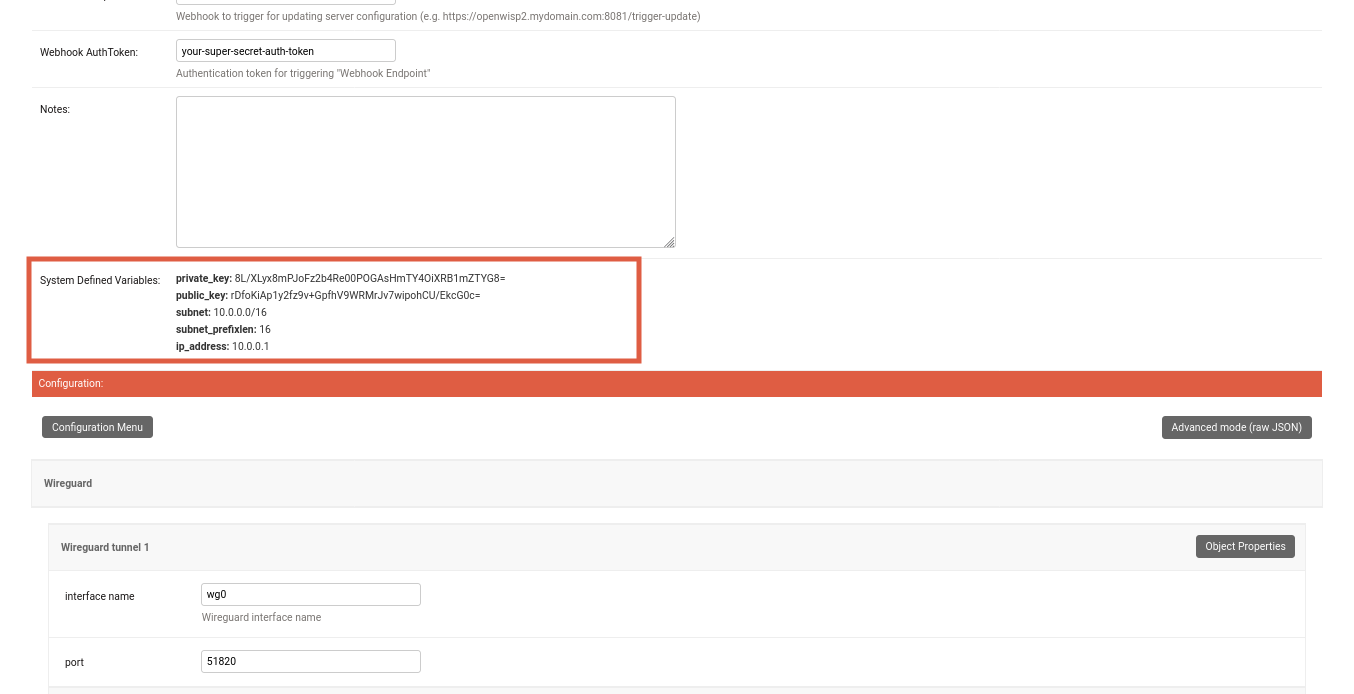 Webhook to trigger for updating server configuration (e.g. https://openwisp2.mydomain.com:8081/trigger-update)
Webhook AuthToken:
your-super-secret-auth-token
Authentication token for triggering "Webhook Endpoint"
Notes:
System Defined Variables:
private_key: 8L/XLyx8mPJoFz2b4Re00POGAsHmTY4OiXRB1mZTYG8=
public_key: rDfoKiAp1y2fz9v+GpfhV9WRMrJv7wipohCU/EkcG0c=
subnet: 10.0.0.0/16
subnet_prefixlen: 16
ip_address: 10.0.0.1
Configuration:
Configuration Menu
Advanced mode (raw JSON)
Wireguard
Wireguard tunnel 1
Object Properties
interface name
wg0
Wireguard interface name
port
51820